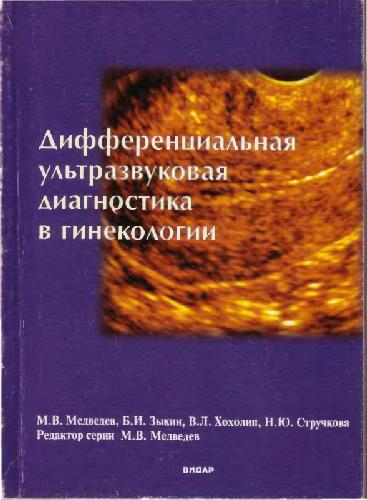 Дифференциальная
ультразвуковая
диагностика
в гинекологии
М.В. Медведев, Б.И. Зыкин, В.Л. Хохолин, Н.Ю. Стручкова
Редактор серии М.В. Медведев
ВИДАР